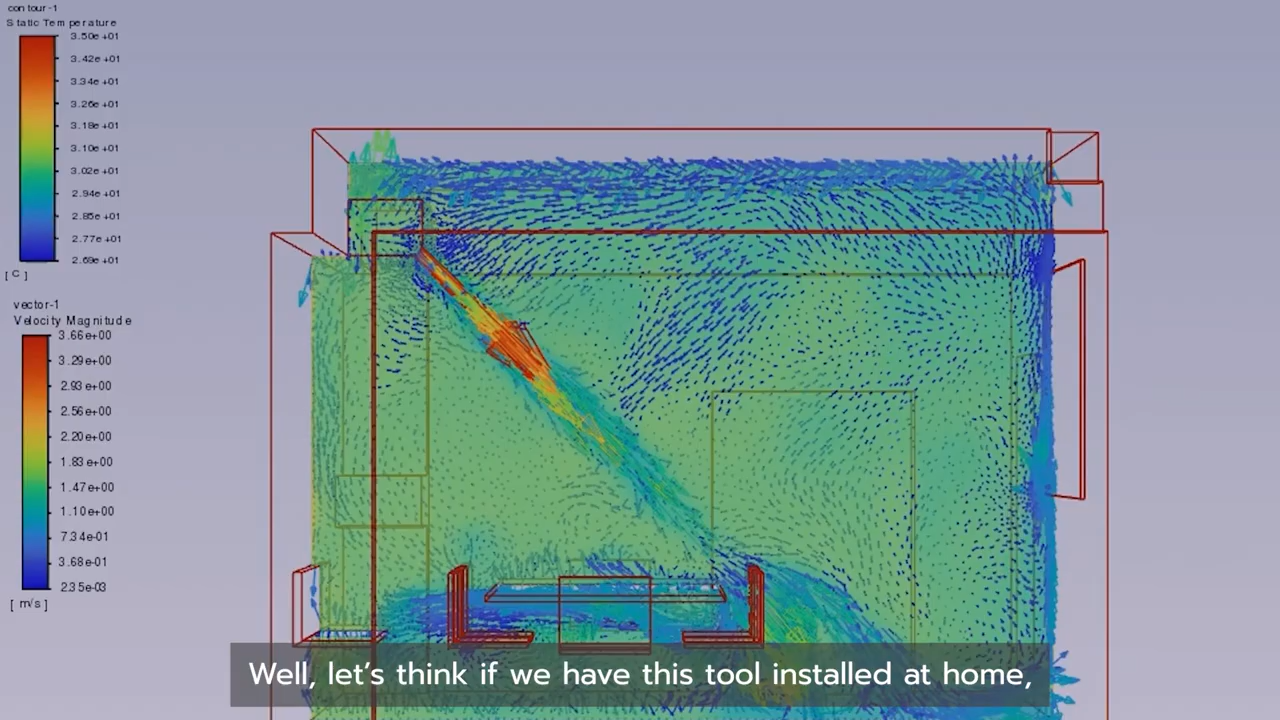 contour-1
Static Temperature
3.50e+01
3.42e+01
3.34e+01
3.26e+01
3.18e+01
3.10e+01
3.02e+01
2.94e+01
2.85e+01
2.77e+01
2.69e+01
[ C ]
vector-1
Velocity Magnitude
3.66e+00
3.29e+00
2.93e+00
2.56e+00
2.20e+00
1.83e+00
1.47e+00
1.10e+00
7.34e-01
3.68e-01
2.35e-03
[ m/s ]
Well, let’s think if we have this tool installed at home,